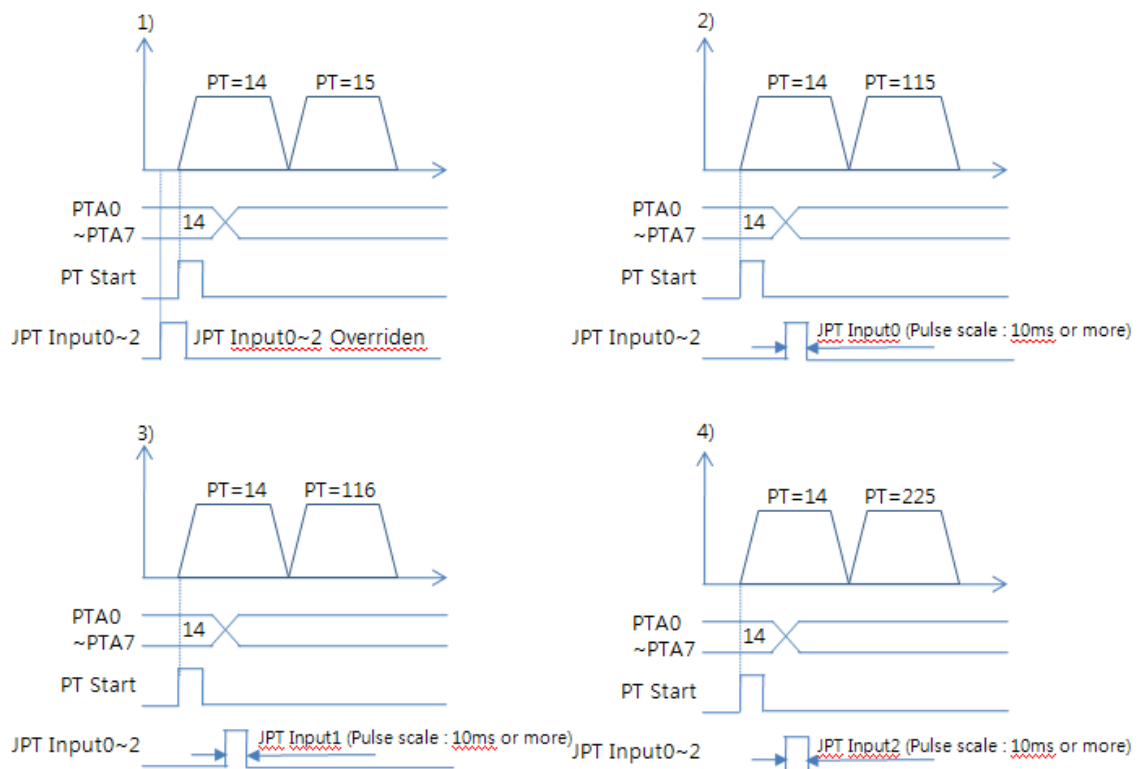 1)
PT=14
PT=15
PTA0
~PTA7
14
PT Start
JPT Input0~2
JPT Input0~2 Overriden
2)
PT=14
PT=115
PTA0
~PTA7
14
PT Start
JPT Input0~2
JPT Input0 (Pulse scale : 10ms or more)
3)
PT=14
PT=116
PTA0
~PTA7
14
PT Start
JPT Input0~2
JPT Input1 (Pulse scale : 10ms or more)
4)
PT=14
PT=225
PTA0
~PTA7
14
PT Start
JPT Input0~2
JPT Input2 (Pulse scale : 10ms or more)